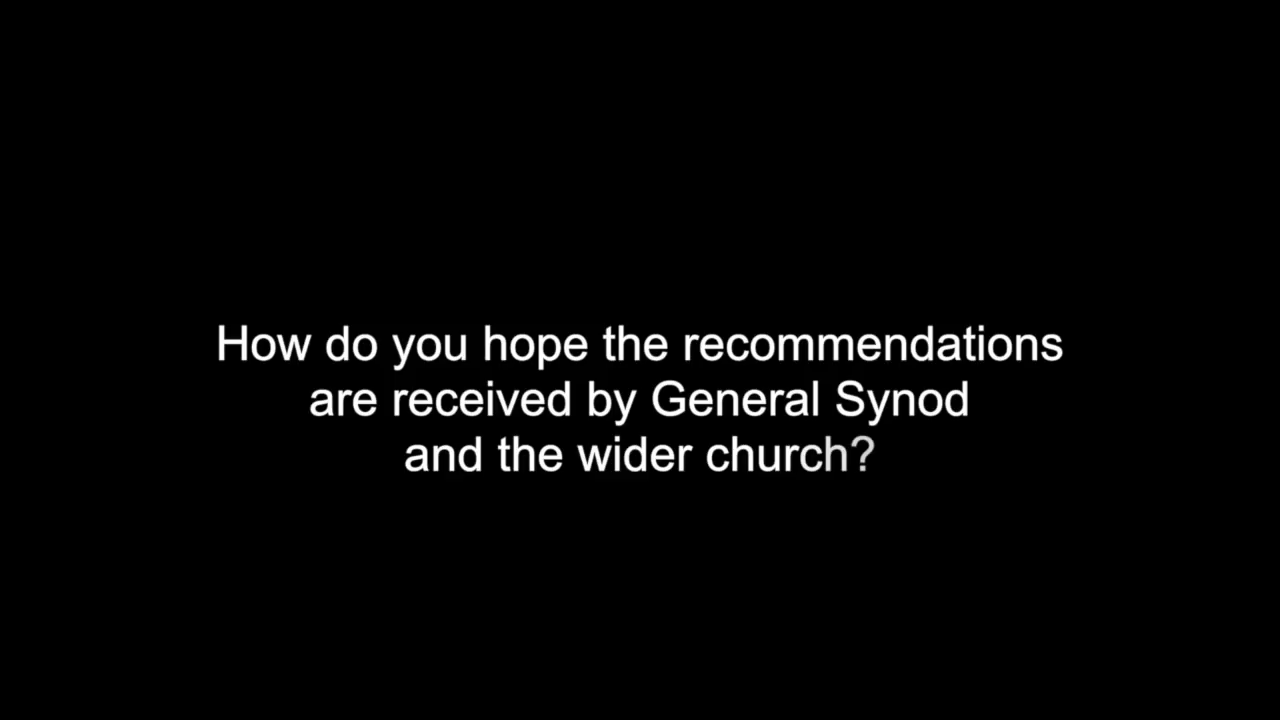 How do you hope the recommendations
are received by General Synod
and the wider church?